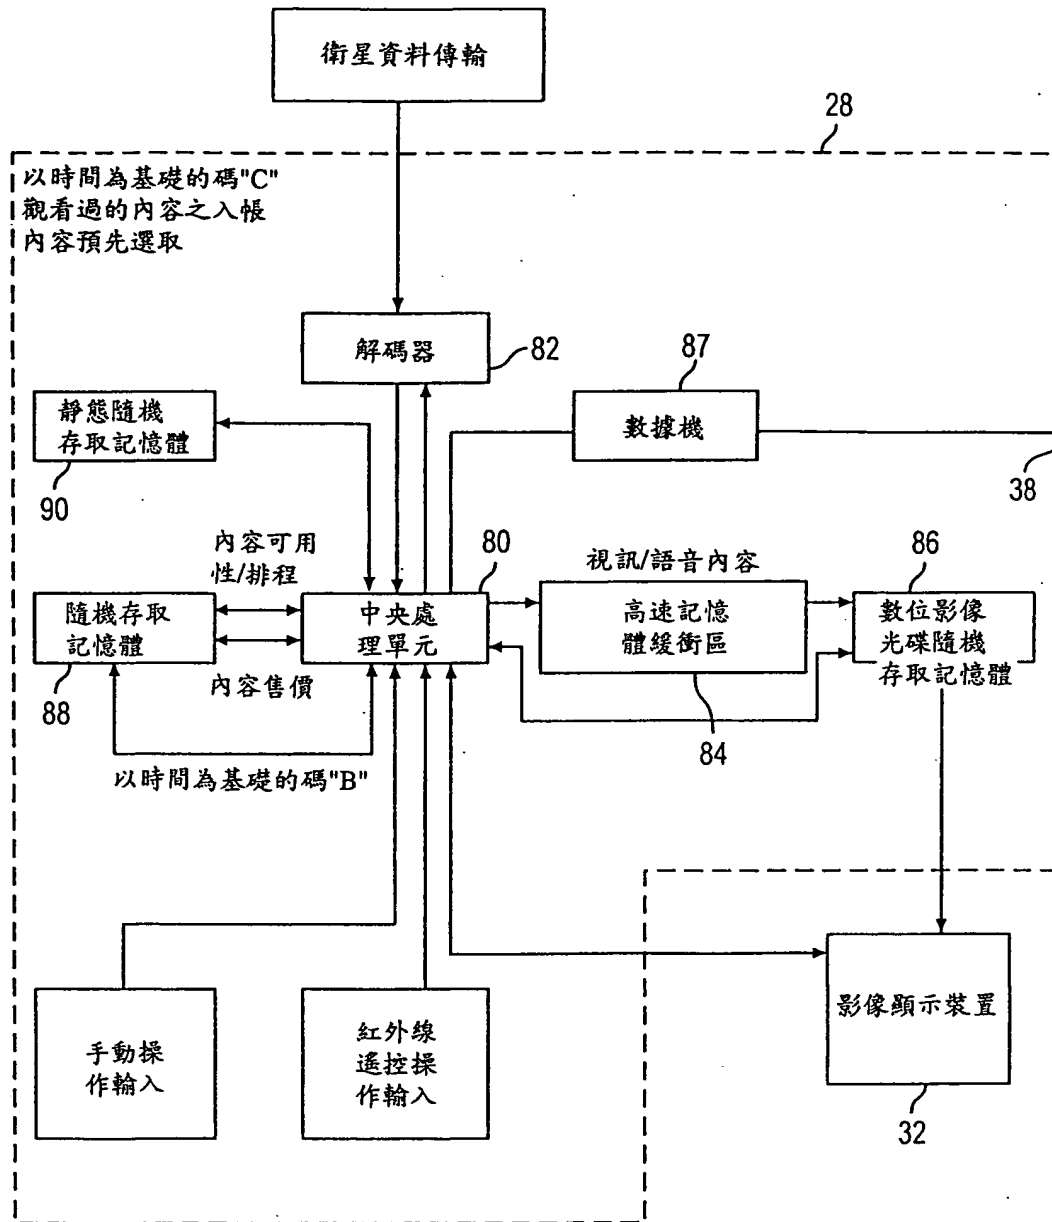 衛星資料傳輸
28
以時間為基礎的碼"C"
觀看過的內容之入帳
內容預先選取
解碼器
82
87
數據機
38
靜態隨機
存取記憶體
90
內容可用
性/排程
80
視訊/語音內容
86
隨機存取
記憶體
中央處
理單元
高速記憶
體緩衝區
數位影像
光碟隨機
存取記憶體
88
內容售價
84
以時間為基礎的碼"B"
手動操
作輸入
紅外線
遙控操
作輸入
影像顯示裝置
32